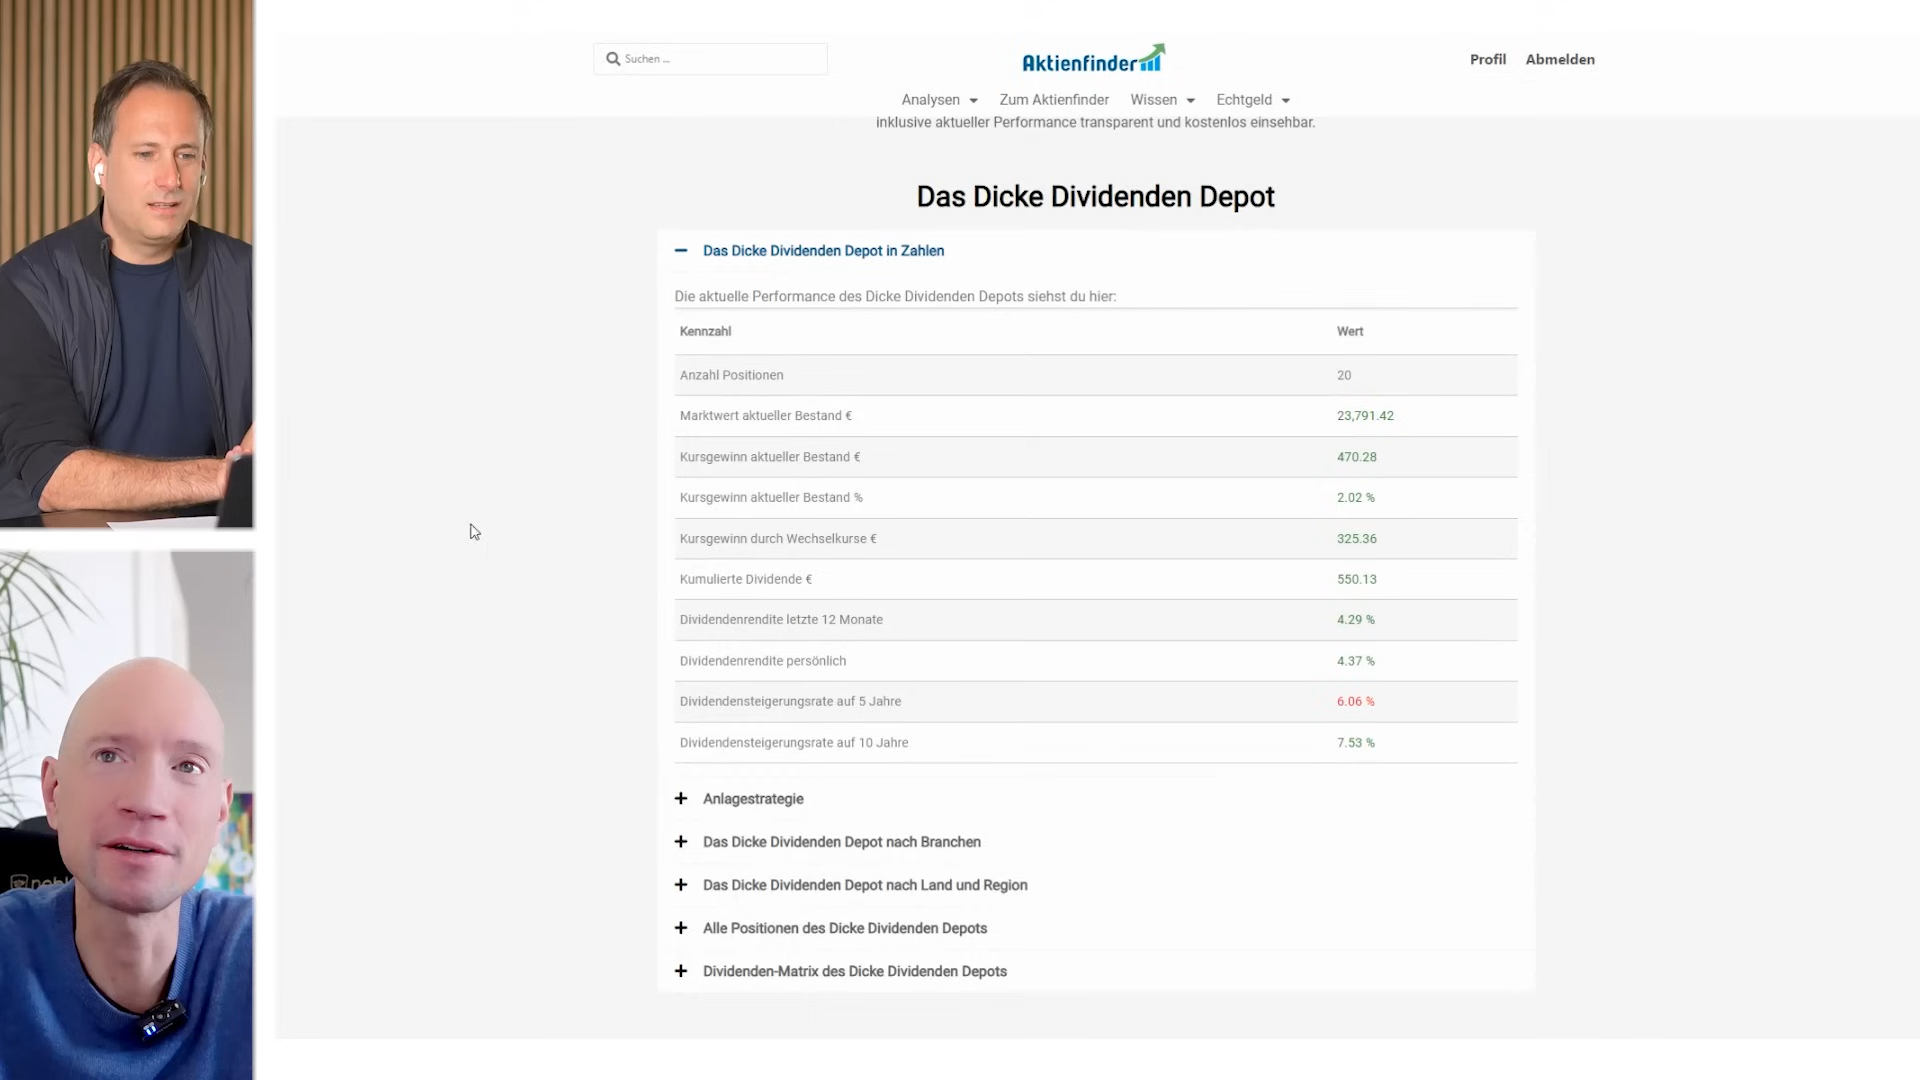 Suchen ...
Aktienfinder
Profil Abmelden
Analysen Zum Aktienfinder Wissen Echtgeld
inklusive aktueller Performance transparent und kostenlos einsehbar.
Das Dicke Dividenden Depot
Das Dicke Dividenden Depot in Zahlen
Die aktuelle Performance des Dicke Dividenden Depots siehst du hier:
Kennzahl Wert
Anzahl Positionen 20
Marktwert aktueller Bestand € 23,791.42
Kursgewinn aktueller Bestand € 470.28
Kursgewinn aktueller Bestand % 2.02 %
Kursgewinn durch Wechselkurse € 325.36
Kumulierte Dividende € 550.13
Dividendenrendite letzte 12 Monate 4.29 %
Dividendenrendite persönlich 4.37 %
Dividendensteigerungsrate auf 5 Jahre 6.06 %
Dividendensteigerungsrate auf 10 Jahre 7.53 %
Anlagestrategie
Das Dicke Dividenden Depot nach Branchen
Das Dicke Dividenden Depot nach Land und Region
Alle Positionen des Dicke Dividenden Depots
Dividenden-Matrix des Dicke Dividenden Depots